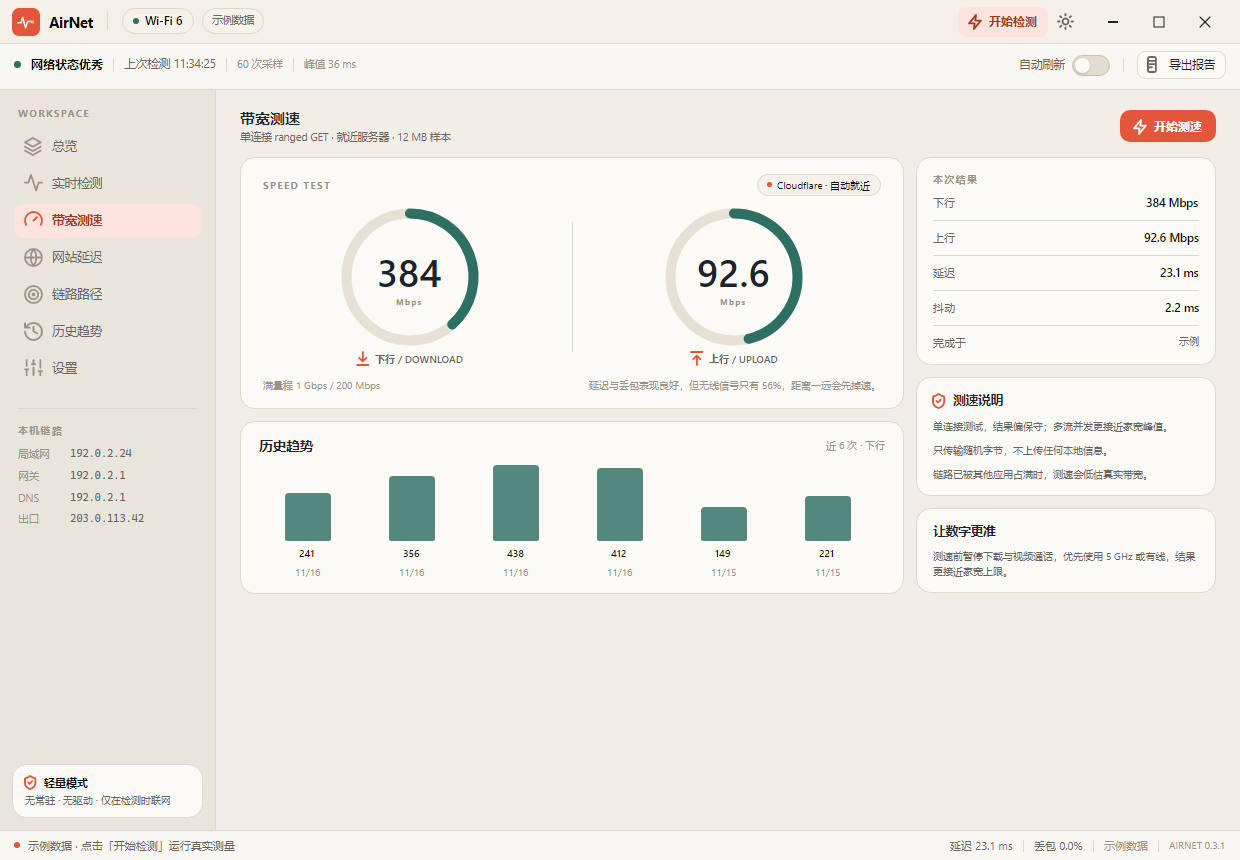 AirNet
Wi-Fi 6
示例数据
开始检测
网络状态优秀
上次检测 11:34:25
60 次采样
峰值 36 ms
自动刷新
导出报告
WORKSPACE
总览
实时检测
带宽测速
网站延迟
链路路径
历史趋势
设置
本机链路
局域网 192.0.2.24
网关 192.0.2.1
DNS 192.0.2.1
出口 203.0.113.42
轻量模式
无常驻 · 无驱动 · 仅在检测时联网
带宽测速
单连接 ranged GET · 就近服务器 · 12 MB 样本
开始测速
SPEED TEST
Cloudflare · 自动就近
384
Mbps
下行 / DOWNLOAD
92.6
Mbps
上行 / UPLOAD
满量程 1 Gbps / 200 Mbps
延迟与丢包表现良好，但无线信号只有 56%，距离一远会先掉速。
历史趋势
近 6 次 · 下行
241 356 438 412 149 221
11/16 11/16 11/16 11/16 11/15 11/15
本次结果
下行 384 Mbps
上行 92.6 Mbps
延迟 23.1 ms
抖动 2.2 ms
完成于 示例
测速说明
单连接测试，结果偏保守；多流并发更接近家宽峰值。
只传输随机字节，不上传任何本地信息。
链路已被其他应用占满时，测速会低估真实带宽。
让数字更准
测速前暂停下载与视频通话，优先使用 5 GHz 或有线，结果
更接近家宽上限。
示例数据 · 点击「开始检测」运行真实测量
延迟 23.1 ms
丢包 0.0%
示例数据
AIRNET 0.3.1